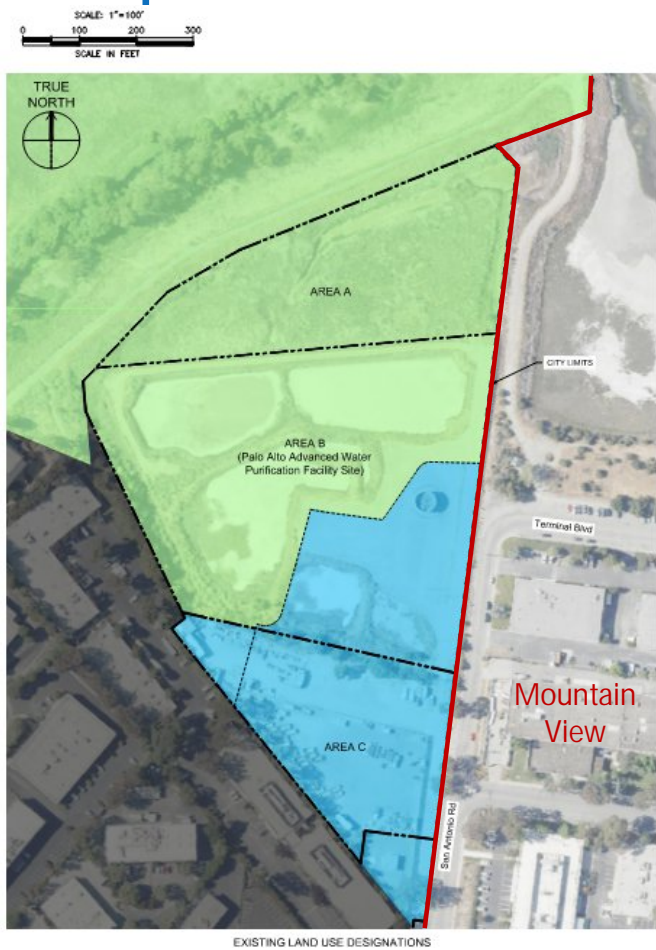 SCALE: 1"=100'
0 100 200 300
SCALE IN FEET
TRUE
NORTH
AREA A
CITY LIMITS
AREA B
(Palo Alto Advanced Water
Purification Facility Site)
Terminal Blvd
Mountain
View
AREA C
San Antonio Rd
EXISTING LAND USE DESIGNATIONS